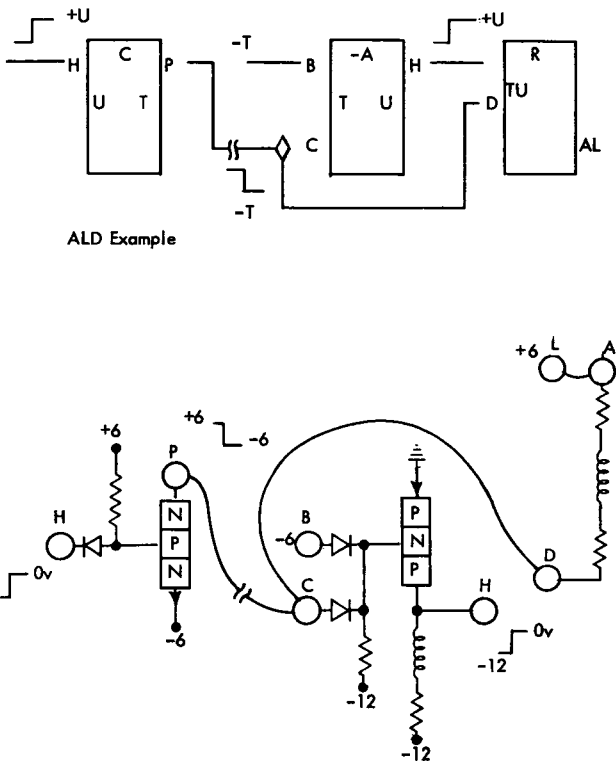 +U
C
H
P
U T
-T
-A
B
H
T U
C
+U
R
D
TU
AL
-T
ALD Example
+6
L
A
+6
-6
+6
P
H
N
P
N
0v
-6
B
-6
P
N
P
C
D
H
0v
-12
-12
-12